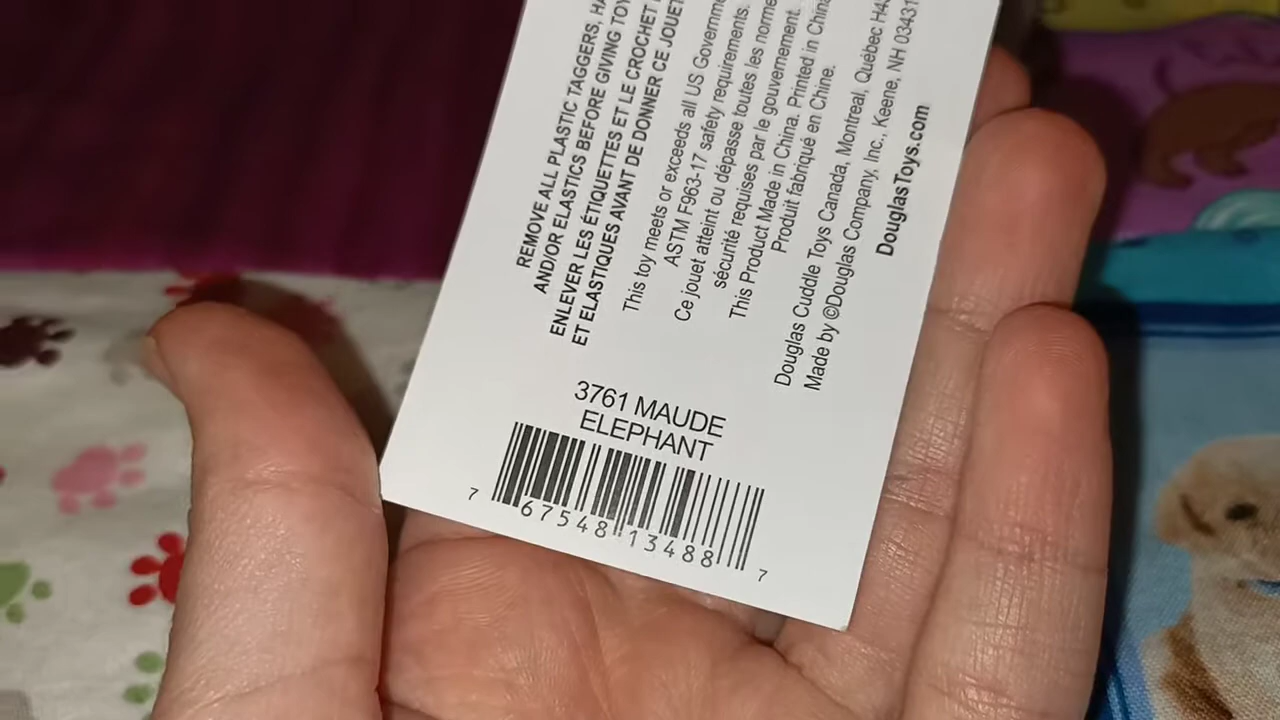 REMOVE ALL PLASTIC TAGGERS,
AND/OR ELASTICS BEFORE GIVING
ENLEVER LES ÉTIQUETTES ET LE CROCHET
ET ELASTIQUES AVANT DE DONNER CE JOUET
This toy meets or exceeds all US
ASTM F963-17 safety requirements.
Ce jouet atteint ou dépasse toutes les
sécurité requises par le gouvernement.
This Product Made in China. Printed in China
Produit fabriqué en Chine.
Douglas Cuddle Toys Canada, Montreal, Québec
Made by ©Douglas Company, Inc., Keene, NH 03431
DouglasToys.com
3761 MAUDE
ELEPHANT
7 67548 13488 7